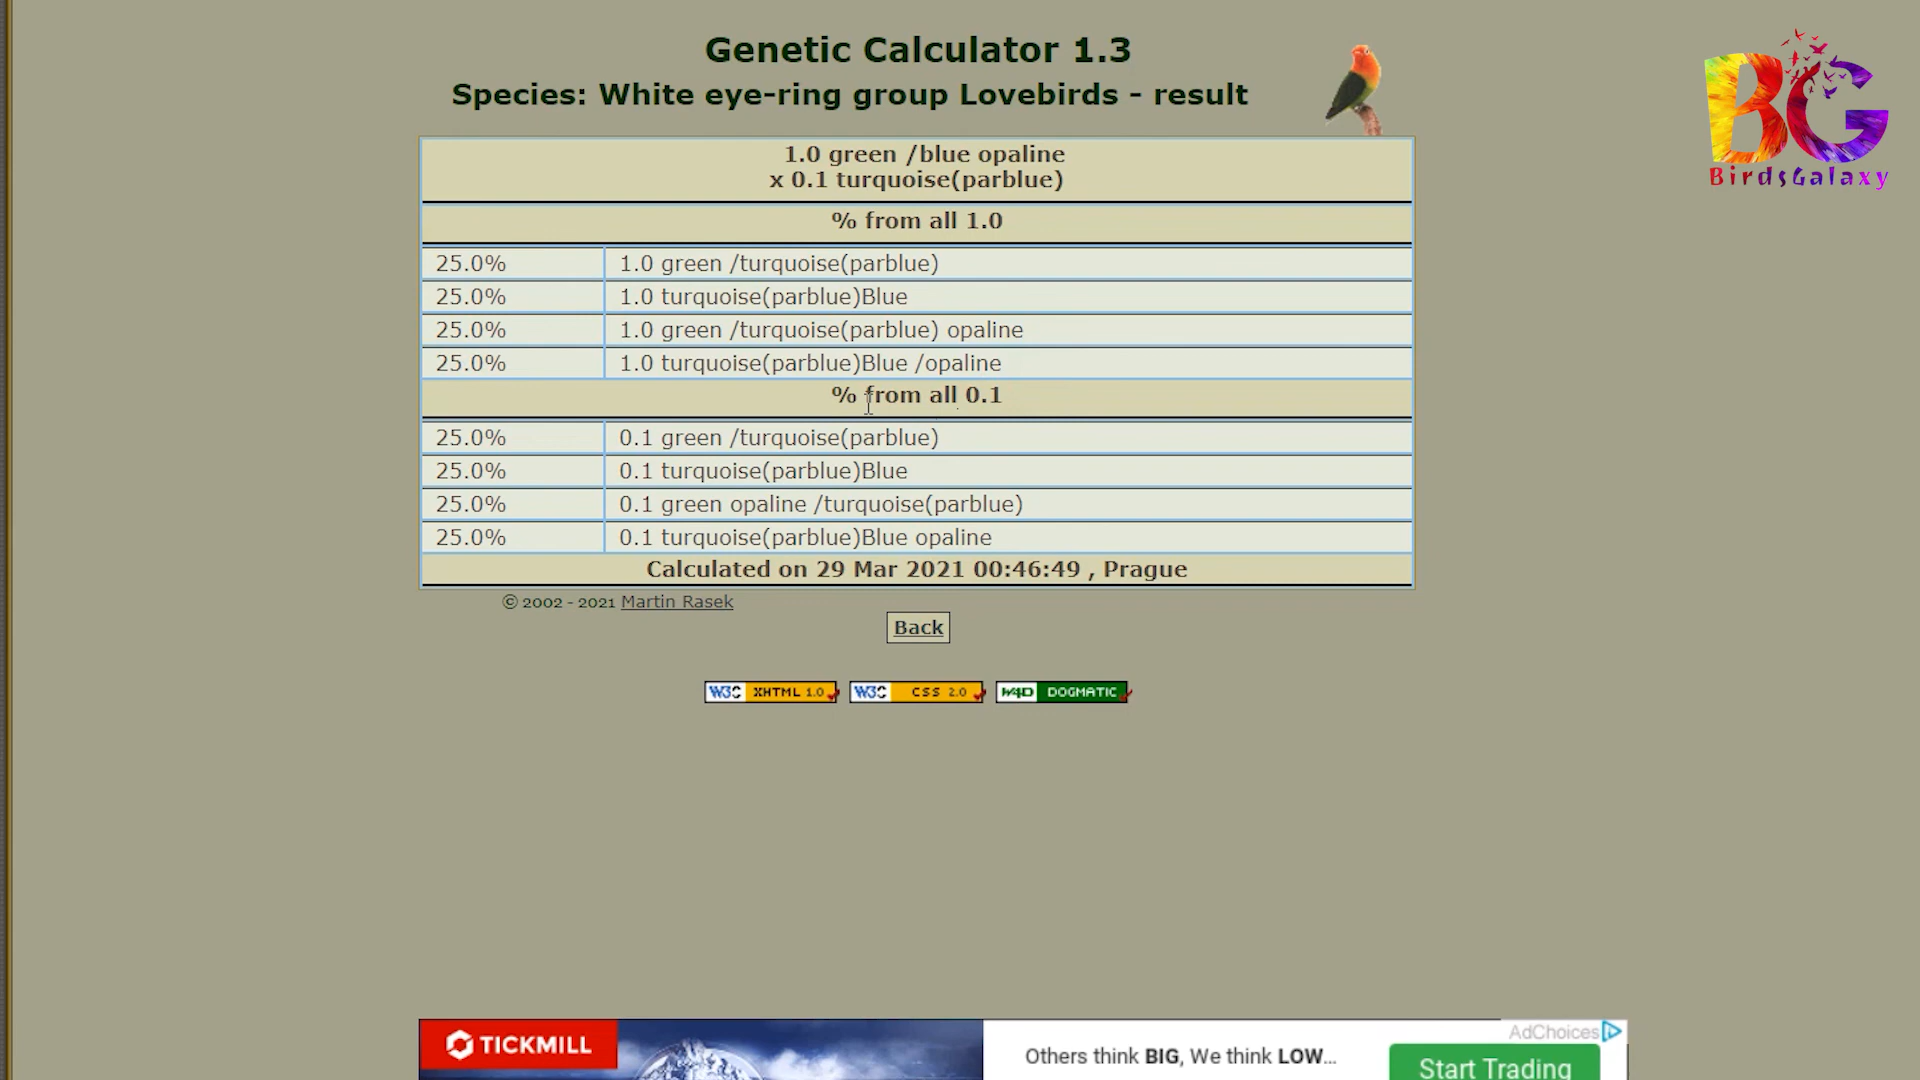 Genetic Calculator 1.3
Species: White eye-ring group Lovebirds - result
BG
BirdsGalaxy
1.0 green /blue opaline
x 0.1 turquoise(parblue)
% from all 1.0
25.0% 1.0 green /turquoise(parblue)
25.0% 1.0 turquoise(parblue)Blue
25.0% 1.0 green /turquoise(parblue) opaline
25.0% 1.0 turquoise(parblue)Blue /opaline
% from all 0.1
25.0% 0.1 green /turquoise(parblue)
25.0% 0.1 turquoise(parblue)Blue
25.0% 0.1 green opaline /turquoise(parblue)
25.0% 0.1 turquoise(parblue)Blue opaline
Calculated on 29 Mar 2021 00:46:49 , Prague
© 2002 - 2021 Martin Rasek
Back
W3C XHTML 1.0 W3C CSS 2.0 W4D DOGMATIC
AdChoices
TICKMILL
Others think BIG, We think LOW...
Start Trading